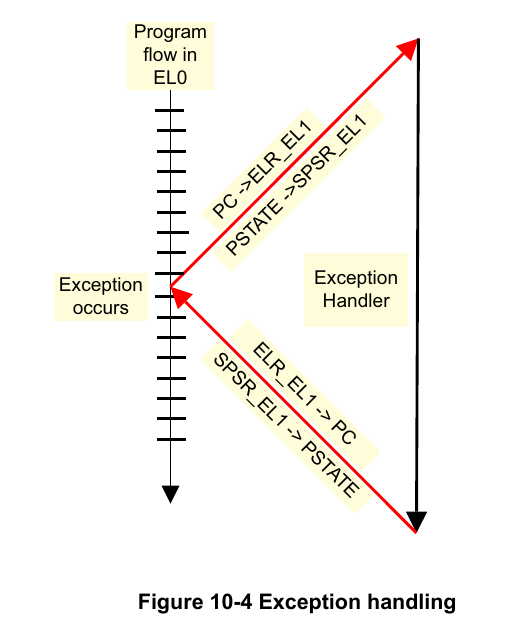 Program
flow in
EL0
PC ->ELR_EL1
PSTATE ->SPSR_EL1
Exception
occurs
Exception
Handler
ELR_EL1 -> PC
SPSR_EL1 -> PSTATE
Figure 10-4 Exception handling